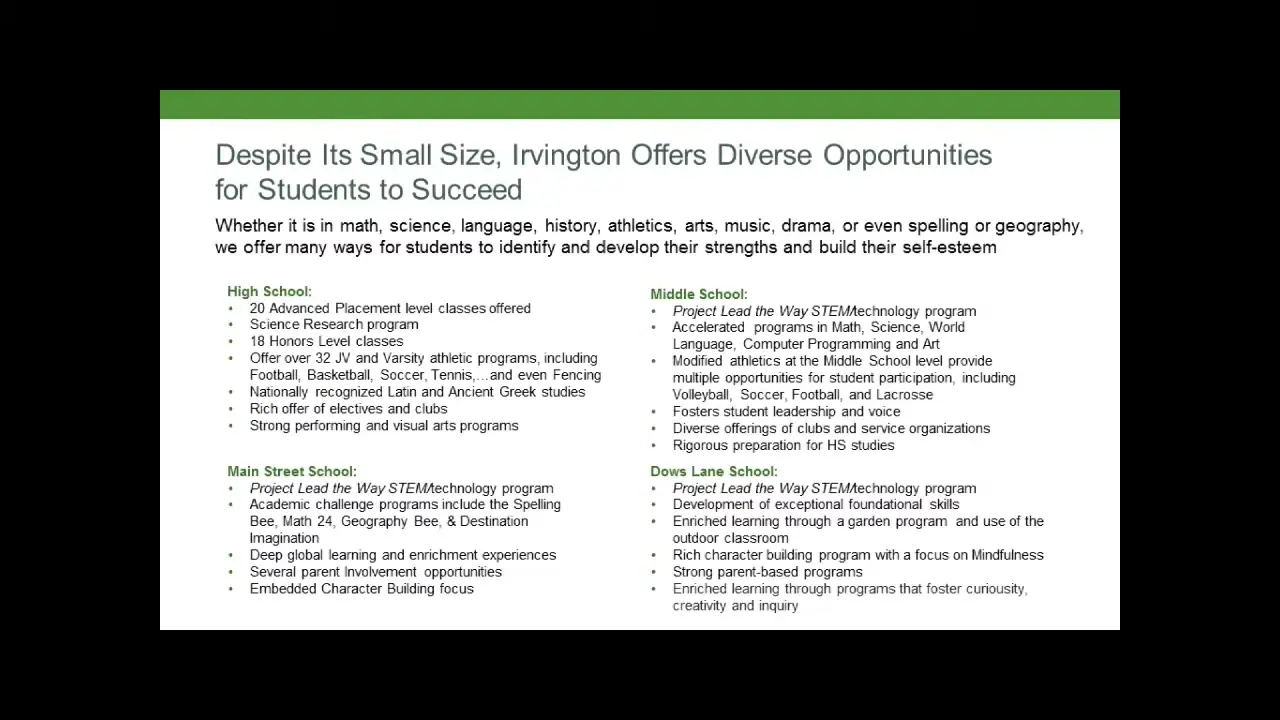 Despite Its Small Size, Irvington Offers Diverse Opportunities
for Students to Succeed
Whether it is in math, science, language, history, athletics, arts, music, drama, or even spelling or geography,
we offer many ways for students to identify and develop their strengths and build their self-esteem
High School:
• 20 Advanced Placement level classes offered
• Science Research program
• 18 Honors Level classes
• Offer over 32 JV and Varsity athletic programs, including
Football, Basketball, Soccer, Tennis,...and even Fencing
• Nationally recognized Latin and Ancient Greek studies
• Rich offer of electives and clubs
• Strong performing and visual arts programs
Middle School:
• Project Lead the Way STEM/technology program
• Accelerated programs in Math, Science, World
Language, Computer Programming and Art
• Modified athletics at the Middle School level provide
multiple opportunities for student participation, including
Volleyball, Soccer, Football, and Lacrosse
• Fosters student leadership and voice
• Diverse offerings of clubs and service organizations
• Rigorous preparation for HS studies
Main Street School:
• Project Lead the Way STEM/technology program
• Academic challenge programs include the Spelling
Bee, Math 24, Geography Bee, & Destination
Imagination
• Deep global learning and enrichment experiences
• Several parent Involvement opportunities
• Embedded Character Building focus
Dows Lane School:
• Project Lead the Way STEM/technology program
• Development of exceptional foundational skills
• Enriched learning through a garden program and use of the
outdoor classroom
• Rich character building program with a focus on Mindfulness
• Strong parent-based programs
• Enriched learning through programs that foster curiousity,
creativity and inquiry